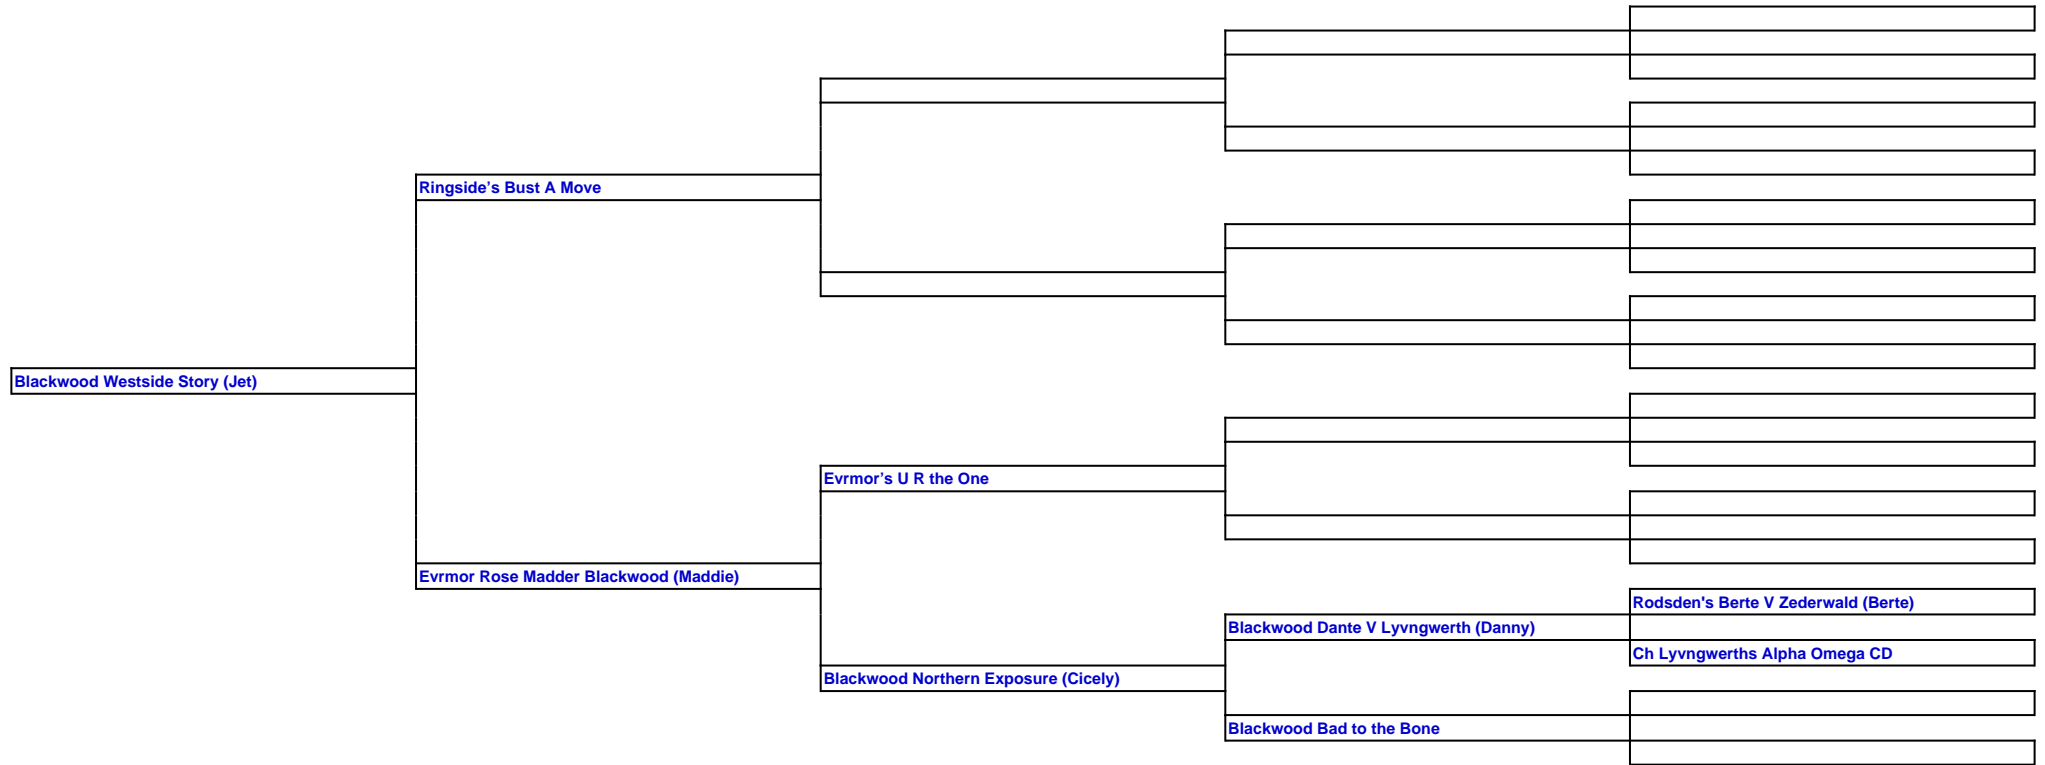 Ringside’s Bust A Move
Blackwood Westside Story (Jet)
Evrmor’s U R the One
Evrmor Rose Madder Blackwood (Maddie)
Rodsden's Berte V Zederwald (Berte)
Blackwood Dante V Lyvngwerth (Danny)
Ch Lyvngwerths Alpha Omega CD
Blackwood Northern Exposure (Cicely)
Blackwood Bad to the Bone